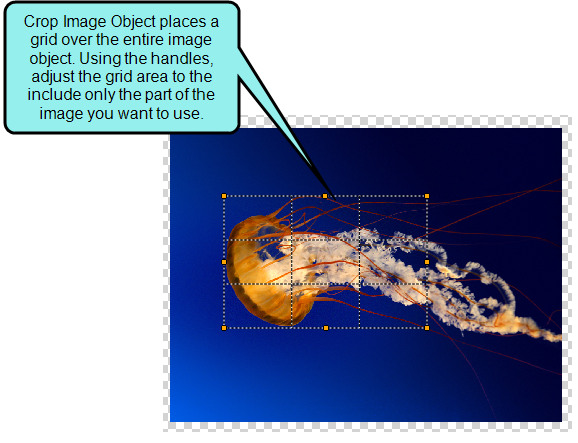 Crop Image Object places a
grid over the entire image
object. Using the handles,
adjust the grid area to the
include only the part of the
image you want to use.